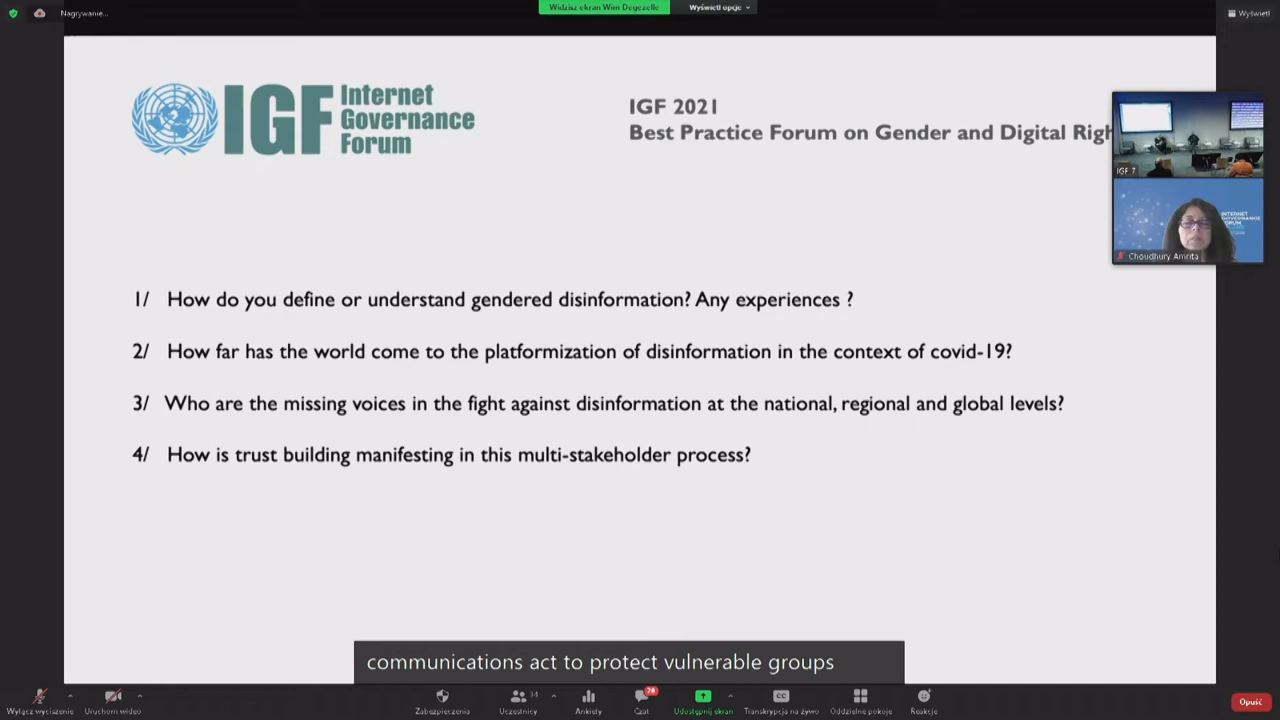 Nagrywanie...
Widzisz ekran Wim Degezelle
Wyświetl opcje
Wyświetl
IGF Internet
Governance
Forum
IGF 2021
Best Practice Forum on Gender and Digital Righ
IGF 7
INTERNET
GOVERNANCE
FORUM
Choudhury Amrita
1/ How do you define or understand gendered disinformation? Any experiences ?
2/ How far has the world come to the platformization of disinformation in the context of covid-19?
3/ Who are the missing voices in the fight against disinformation at the national, regional and global levels?
4/ How is trust building manifesting in this multi-stakeholder process?
communications act to protect vulnerable groups
Wyłącz wyciszenie
Uruchom wideo
Zabezpieczenia
Uczestnicy
Ankiety
Czat
28
Udostępnij ekran
CC
Transkrypcja na żywo
Oddzielne pokoje
Reakcje
Opuść